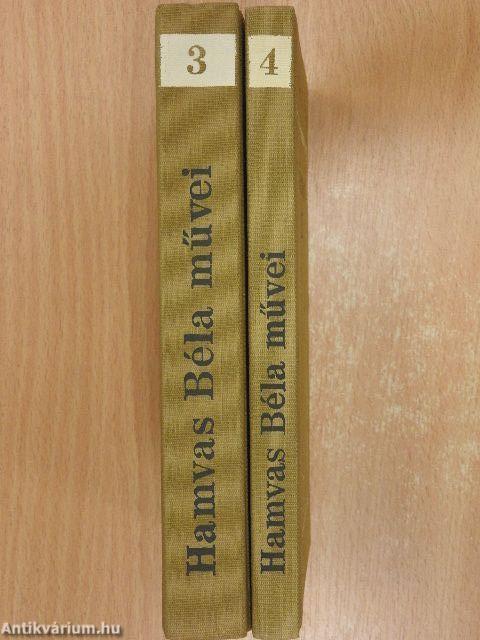 3
Hamvas Béla művei
4
Hamvas Béla művei
Antikvárium.hu